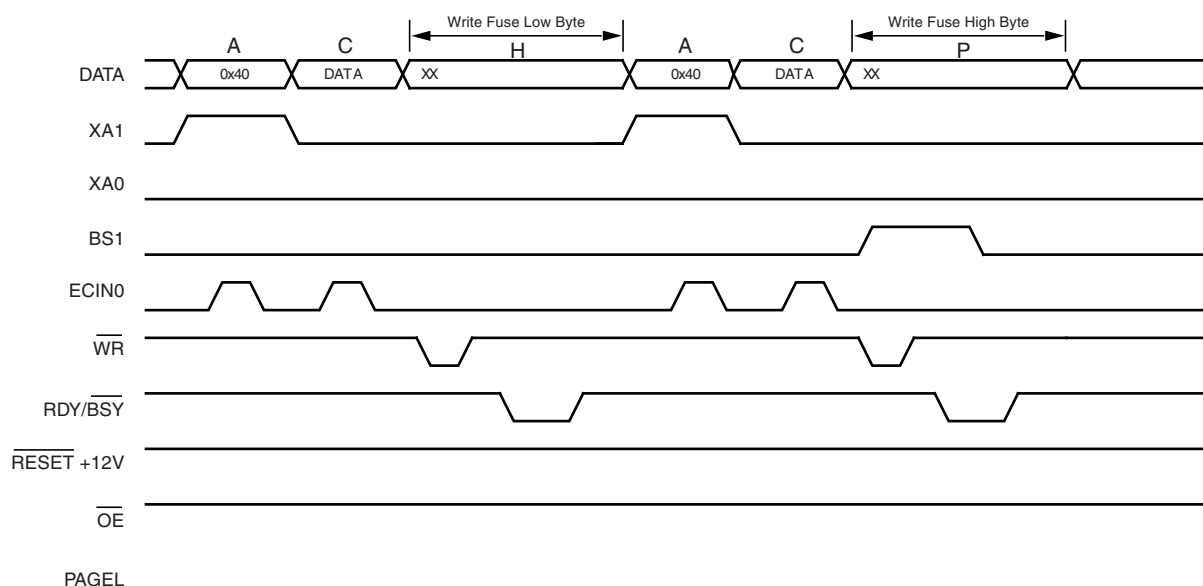 Write Fuse Low Byte Write Fuse High Byte
A C H A C P
DATA 0x40 DATA XX 0x40 DATA XX
XA1
XA0
BS1
ECIN0
WR
RDY/BSY
RESET +12V
OE
PAGEL